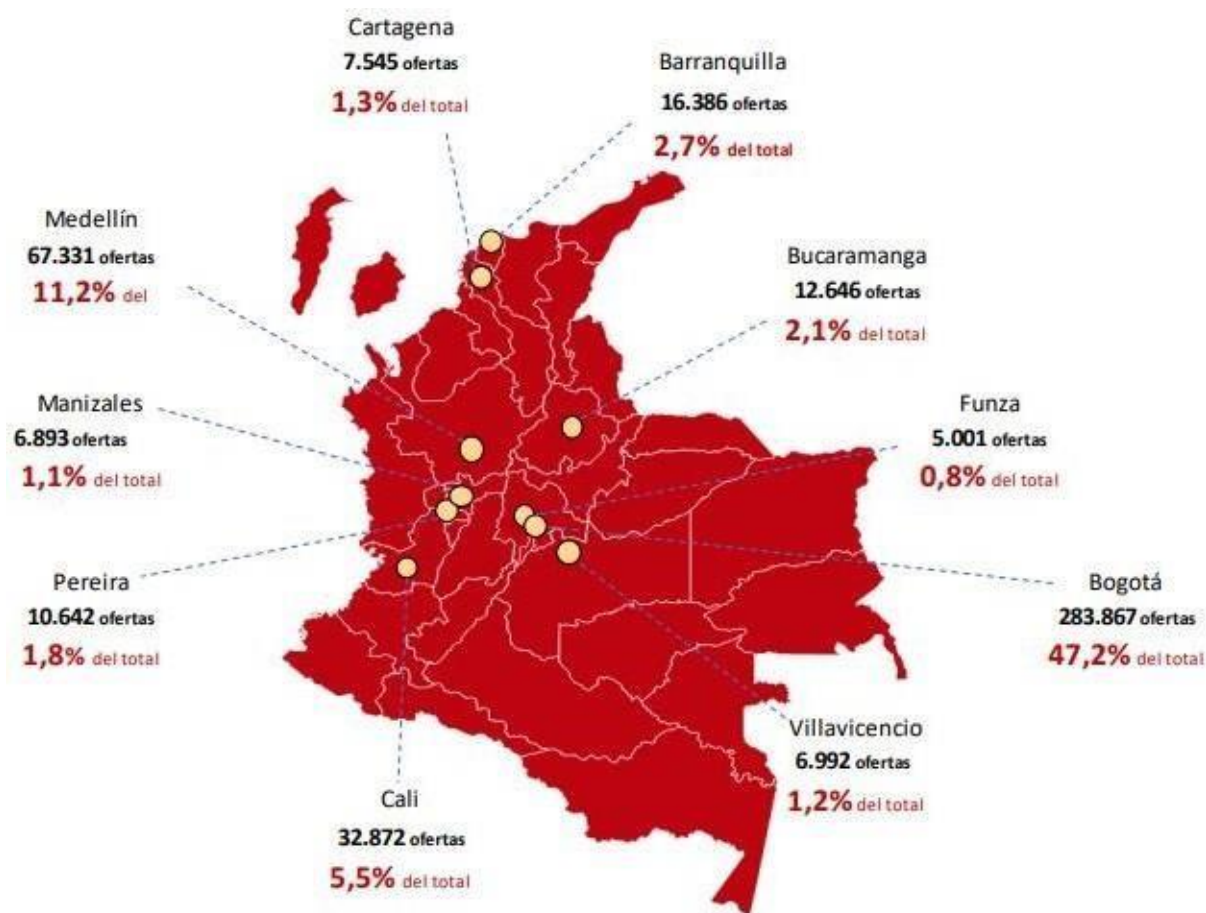 Cartagena
7.545 ofertas
1,3% del total
Barranquilla
16.386 ofertas
2,7% del total
Medellín
67.331 ofertas
11,2% del
Bucaramanga
12.646 ofertas
2,1% del total
Manizales
6.893 ofertas
1,1% del total
Funza
5.001 ofertas
0,8% del total
Pereira
10.642 ofertas
1,8% del total
Bogotá
283.867 ofertas
47,2% del total
Villavicencio
6.992 ofertas
1,2% del total
Cali
32.872 ofertas
5,5% del total